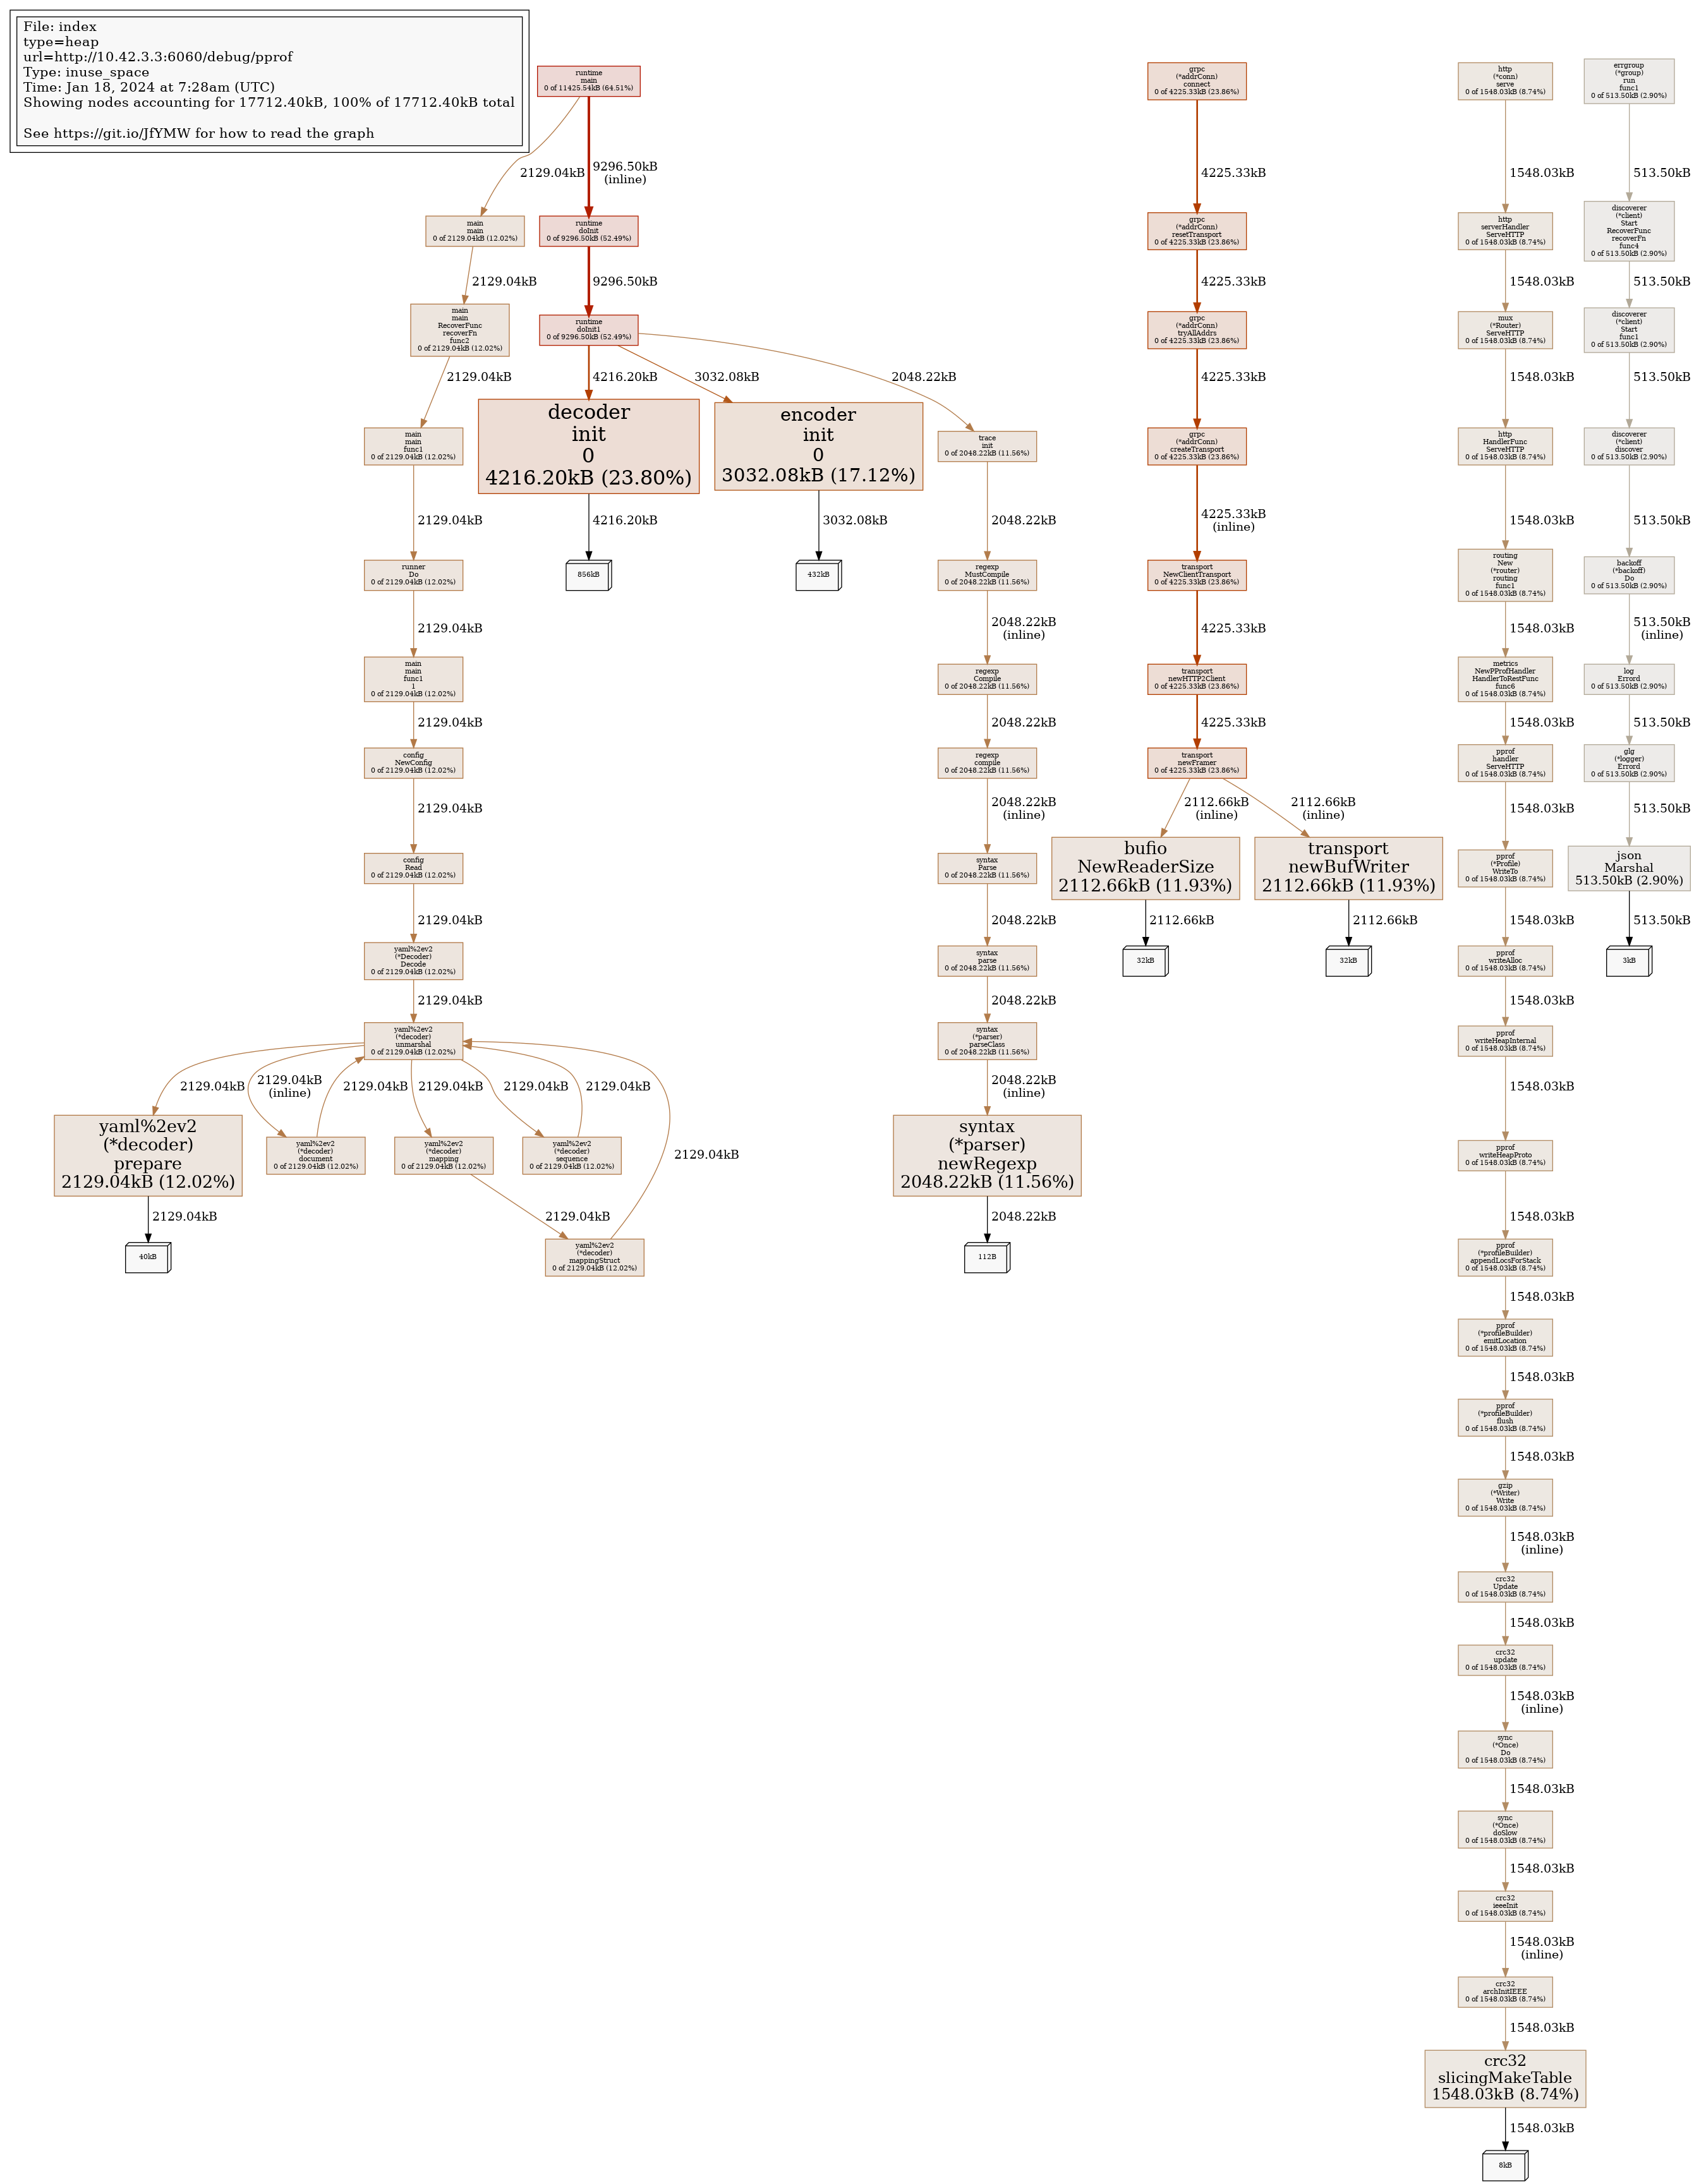 File: index
type=heap
url=http://10.42.3.3:6060/debug/pprof
Type: inuse_space
Time: Jan 18, 2024 at 7:28am (UTC)
Showing nodes accounting for 17712.40kB, 100% of 17712.40kB total
See https://git.io/JfYMW for how to read the graph
runtime
main
0 of 11425.54kB (64.51%)
2129.04kB
9296.50kB
(inline)
main
main
0 of 2129.04kB (12.02%)
runtime
doInit
0 of 9296.50kB (52.49%)
2129.04kB
9296.50kB
main
main
RecoverFunc
recoverFn
func2
0 of 2129.04kB (12.02%)
runtime
doInit1
0 of 9296.50kB (52.49%)
2129.04kB
4216.20kB
3032.08kB
2048.22kB
main
main
func1
0 of 2129.04kB (12.02%)
decoder
init
0
4216.20kB (23.80%)
encoder
init
0
3032.08kB (17.12%)
trace
init
0 of 2048.22kB (11.56%)
2129.04kB
4216.20kB
856kB
3032.08kB
432kB
runner
Do
0 of 2129.04kB (12.02%)
2129.04kB
main
main
func1
1
0 of 2129.04kB (12.02%)
2129.04kB
config
NewConfig
0 of 2129.04kB (12.02%)
2129.04kB
config
Read
0 of 2129.04kB (12.02%)
2129.04kB
yaml%2ev2
(*Decoder)
Decode
0 of 2129.04kB (12.02%)
2129.04kB
yaml%2ev2
(*decoder)
unmarshal
0 of 2129.04kB (12.02%)
2129.04kB
2129.04kB
(inline)
2129.04kB
2129.04kB
2129.04kB
2129.04kB
2129.04kB
yaml%2ev2
(*decoder)
prepare
2129.04kB (12.02%)
yaml%2ev2
(*decoder)
document
0 of 2129.04kB (12.02%)
yaml%2ev2
(*decoder)
mapping
0 of 2129.04kB (12.02%)
yaml%2ev2
(*decoder)
sequence
0 of 2129.04kB (12.02%)
2129.04kB
40kB
2129.04kB
yaml%2ev2
(*decoder)
mappingStruct
0 of 2129.04kB (12.02%)
2048.22kB
regexp
MustCompile
0 of 2048.22kB (11.56%)
2048.22kB
(inline)
regexp
Compile
0 of 2048.22kB (11.56%)
2048.22kB
regexp
compile
0 of 2048.22kB (11.56%)
2048.22kB
(inline)
syntax
Parse
0 of 2048.22kB (11.56%)
2048.22kB
syntax
parse
0 of 2048.22kB (11.56%)
2048.22kB
syntax
(*parser)
parseClass
0 of 2048.22kB (11.56%)
2048.22kB
(inline)
syntax
(*parser)
newRegexp
2048.22kB (11.56%)
2048.22kB
112B
grpc
(*addrConn)
connect
0 of 4225.33kB (23.86%)
4225.33kB
grpc
(*addrConn)
resetTransport
0 of 4225.33kB (23.86%)
4225.33kB
grpc
(*addrConn)
tryAllAddrs
0 of 4225.33kB (23.86%)
4225.33kB
grpc
(*addrConn)
createTransport
0 of 4225.33kB (23.86%)
4225.33kB
(inline)
transport
NewClientTransport
0 of 4225.33kB (23.86%)
4225.33kB
transport
newHTTP2Client
0 of 4225.33kB (23.86%)
4225.33kB
transport
newFramer
0 of 4225.33kB (23.86%)
2112.66kB
(inline)
2112.66kB
(inline)
bufio
NewReaderSize
2112.66kB (11.93%)
transport
newBufWriter
2112.66kB (11.93%)
2112.66kB
32kB
2112.66kB
32kB
http
(*conn)
serve
0 of 1548.03kB (8.74%)
1548.03kB
http
serverHandler
ServeHTTP
0 of 1548.03kB (8.74%)
1548.03kB
mux
(*Router)
ServeHTTP
0 of 1548.03kB (8.74%)
1548.03kB
http
HandlerFunc
ServeHTTP
0 of 1548.03kB (8.74%)
1548.03kB
routing
New
(*router)
routing
func1
0 of 1548.03kB (8.74%)
1548.03kB
metrics
NewPProfHandler
HandlerToRestFunc
func6
0 of 1548.03kB (8.74%)
1548.03kB
pprof
handler
ServeHTTP
0 of 1548.03kB (8.74%)
1548.03kB
pprof
(*Profile)
WriteTo
0 of 1548.03kB (8.74%)
1548.03kB
pprof
writeAlloc
0 of 1548.03kB (8.74%)
1548.03kB
pprof
writeHeapInternal
0 of 1548.03kB (8.74%)
1548.03kB
pprof
writeHeapProto
0 of 1548.03kB (8.74%)
1548.03kB
pprof
(*profileBuilder)
appendLocsForStack
0 of 1548.03kB (8.74%)
1548.03kB
pprof
(*profileBuilder)
emitLocation
0 of 1548.03kB (8.74%)
1548.03kB
pprof
(*profileBuilder)
flush
0 of 1548.03kB (8.74%)
1548.03kB
gzip
(*Writer)
Write
0 of 1548.03kB (8.74%)
1548.03kB
(inline)
crc32
Update
0 of 1548.03kB (8.74%)
1548.03kB
crc32
update
0 of 1548.03kB (8.74%)
1548.03kB
(inline)
sync
(*Once)
Do
0 of 1548.03kB (8.74%)
1548.03kB
sync
(*Once)
doSlow
0 of 1548.03kB (8.74%)
1548.03kB
crc32
ieeeInit
0 of 1548.03kB (8.74%)
1548.03kB
(inline)
crc32
archInitIEEE
0 of 1548.03kB (8.74%)
1548.03kB
crc32
slicingMakeTable
1548.03kB (8.74%)
1548.03kB
8kB
errgroup
(*group)
run
func1
0 of 513.50kB (2.90%)
513.50kB
discoverer
(*client)
Start
RecoverFunc
recoverFn
func4
0 of 513.50kB (2.90%)
513.50kB
discoverer
(*client)
Start
func1
0 of 513.50kB (2.90%)
513.50kB
discoverer
(*client)
discover
0 of 513.50kB (2.90%)
513.50kB
backoff
(*backoff)
Do
0 of 513.50kB (2.90%)
513.50kB
(inline)
log
Errord
0 of 513.50kB (2.90%)
513.50kB
glg
(*logger)
Errord
0 of 513.50kB (2.90%)
513.50kB
json
Marshal
513.50kB (2.90%)
513.50kB
3kB